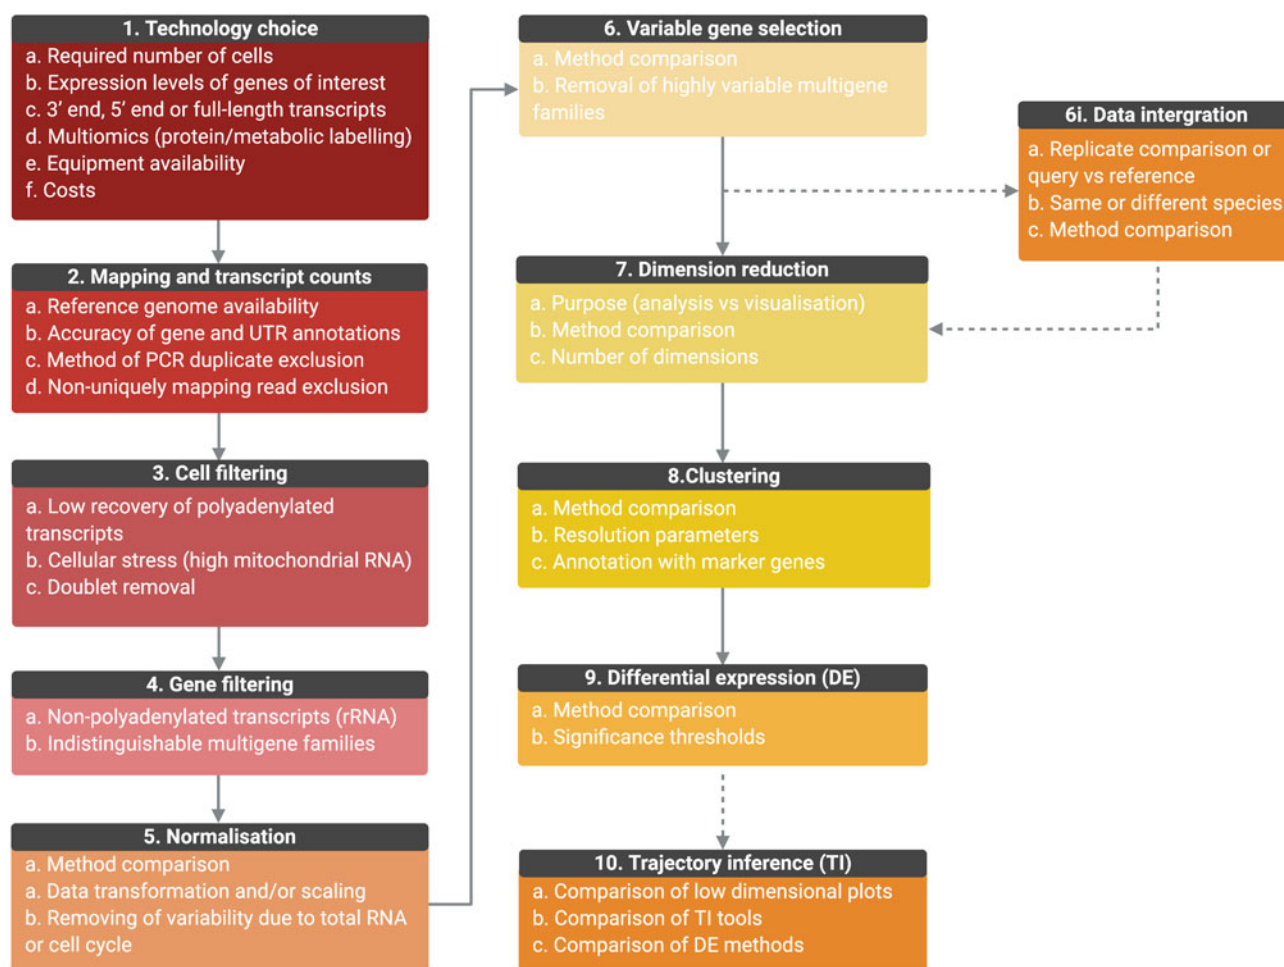 1. Technology choice
a. Required number of cells
b. Expression levels of genes of interest
c. 3' end, 5' end or full-length transcripts
d. Multiomics (protein/metabolic labelling)
e. Equipment availability
f. Costs
2. Mapping and transcript counts
a. Reference genome availability
b. Accuracy of gene and UTR annotations
c. Method of PCR duplicate exclusion
d. Non-uniquely mapping read exclusion
3. Cell filtering
a. Low recovery of polyadenylated
transcripts
b. Cellular stress (high mitochondrial RNA)
c. Doublet removal
4. Gene filtering
a. Non-polyadenylated transcripts (rRNA)
b. Indistinguishable multigene families
5. Normalisation
a. Method comparison
a. Data transformation and/or scaling
b. Removing of variability due to total RNA
or cell cycle
6. Variable gene selection
a. Method comparison
b. Removal of highly variable multigene
families
6i. Data intergration
a. Replicate comparison or
query vs reference
b. Same or different species
c. Method comparison
7. Dimension reduction
a. Purpose (analysis vs visualisation)
b. Method comparison
c. Number of dimensions
8.Clustering
a. Method comparison
b. Resolution parameters
c. Annotation with marker genes
9. Differential expression (DE)
a. Method comparison
b. Significance thresholds
10. Trajectory inference (TI)
a. Comparison of low dimensional plots
b. Comparison of TI tools
c. Comparison of DE methods